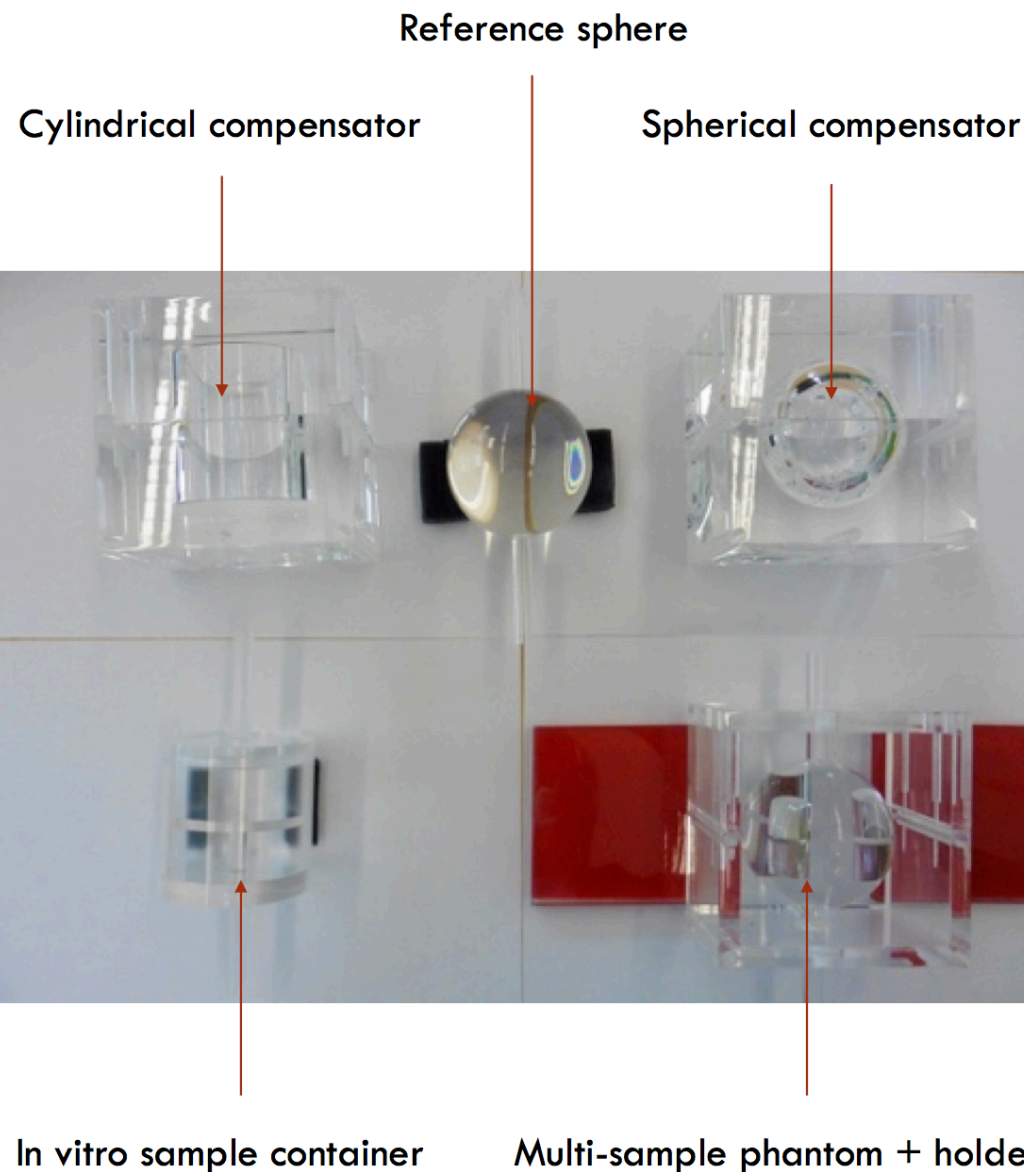 Reference sphere
Cylindrical compensator
Spherical compensator
In vitro sample container
Multi-sample phantom + holde